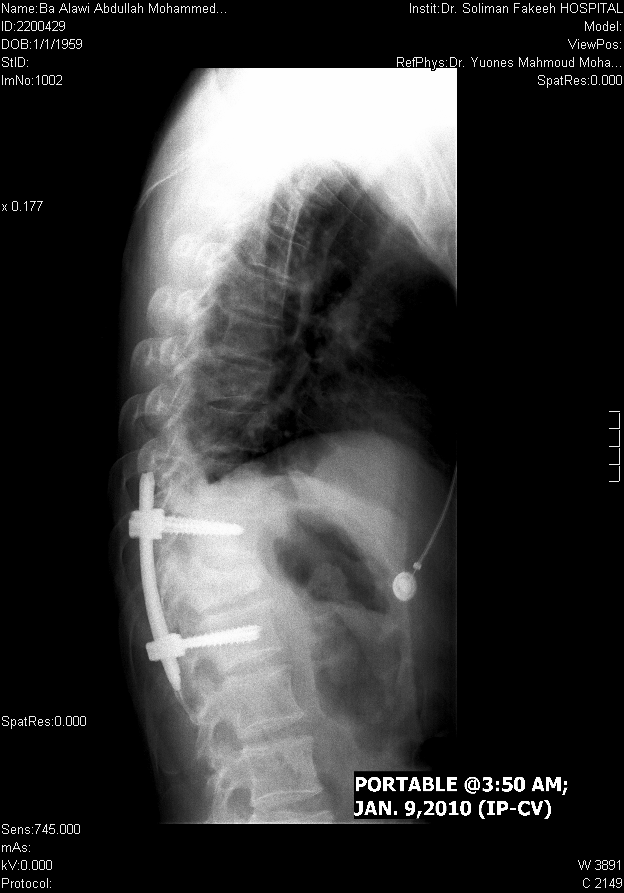 Name:Ba Alawi Abdullah Mohammed...
ID:2200429
DOB:1/1/1959
StID:
ImNo:1002
Instit:Dr. Soliman Fakeeh HOSPITAL
Model:
ViewPos:
RefPhys:Dr. Yuones Mahmoud Moha...
SpatRes:0.000
x 0.177
SpatRes:0.000
PORTABLE @3:50 AM;
JAN. 9,2010 (IP-CV)
Sens:745.000
mAs:
kV:0.000
Protocol:
W 3891
C 2149